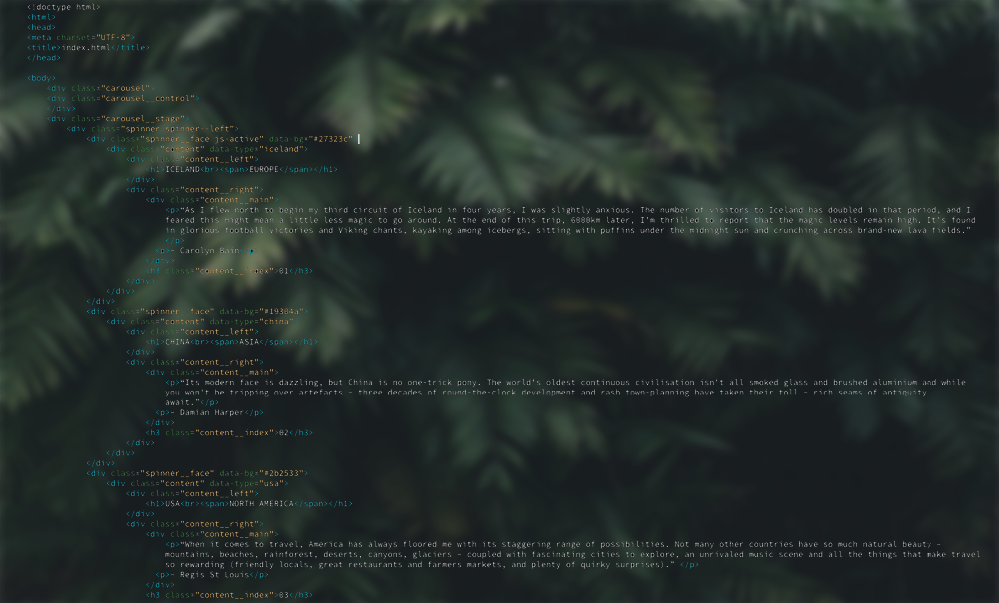 <!doctype html>
<html>
<head>
<meta charset="UTF-8">
<title>index.html</title>
</head>
<body>
<div class="carousel">
<div class="carousel__control">
</div>
<div class="carousel__stage">
<div class="spinner spinner--left">
<div class="spinner__face js-active" data-bg="#27323c"
<div class="content" data-type="iceland">
<div class="content__left">
<h1>ICELAND<br><span>EUROPE</span></h1>
</div>
<div class="content__right">
<div class="content__main">
<p>“As I flew north to begin my third circuit of Iceland in four years, I was slightly anxious. The number of visitors to Iceland has doubled in that period, and I
feared this might mean a little less magic to go around. At the end of this trip, 6000km later, I'm thrilled to report that the magic levels remain high. It's found
in glorious football victories and Viking chants, kayaking among icebergs, sitting with puffins under the midnight sun and crunching across brand-new lava fields.”
</p>
<p>– Carolyn Bain
</div>
<h3 class="content__index">01</h3>
</div>
</div>
</div>
<div class="spinner__face" data-bg="#19304a">
<div class="content" data-type="china">
<div class="content__left">
<h1>CHINA<br><span>ASIA</span></h1>
</div>
<div class="content__right">
<div class="content__main">
<p>“Its modern face is dazzling, but China is no one-trick pony. The world's oldest continuous civilisation isn't all smoked glass and brushed aluminium and while
you won't be tripping over artefacts – three decades of round-the-clock development and rash town-planning have taken their toll – rich seams of antiquity
await.”</p>
<p>– Damian Harper</p>
</div>
<h3 class="content__index">02</h3>
</div>
</div>
</div>
<div class="spinner__face" data-bg="#2b2533">
<div class="content" data-type="usa">
<div class="content__left">
<h1>USA<br><span>NORTH AMERICA</span></h1>
</div>
<div class="content__right">
<div class="content__main">
<p>“When it comes to travel, America has always floored me with its staggering range of possibilities. Not many other countries have so much natural beauty –
mountains, beaches, rainforest, deserts, canyons, glaciers – coupled with fascinating cities to explore, an unrivaled music scene and all the things that make travel
so rewarding (friendly locals, great restaurants and farmers markets, and plenty of quirky surprises).” </p>
<p>– Regis St Louis</p>
</div>
<h3 class="content__index">03</h3>